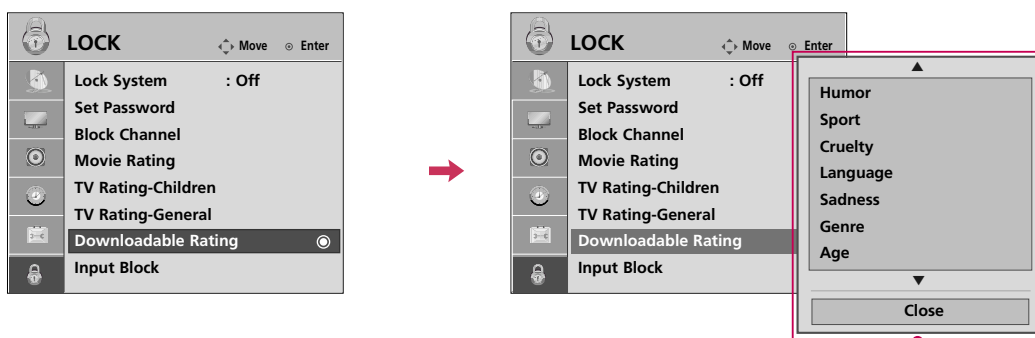 LOCK
Move Enter
Lock System : Off
Set Password
Block Channel
Movie Rating
TV Rating-Children
TV Rating-General
Downloadable Rating
Input Block
LOCK
Move Enter
Lock System : Off
Set Password
Block Channel
Movie Rating
TV Rating-Children
TV Rating-General
Downloadable Rating
Input Block
Humor
Sport
Cruelty
Language
Sadness
Genre
Age
Close